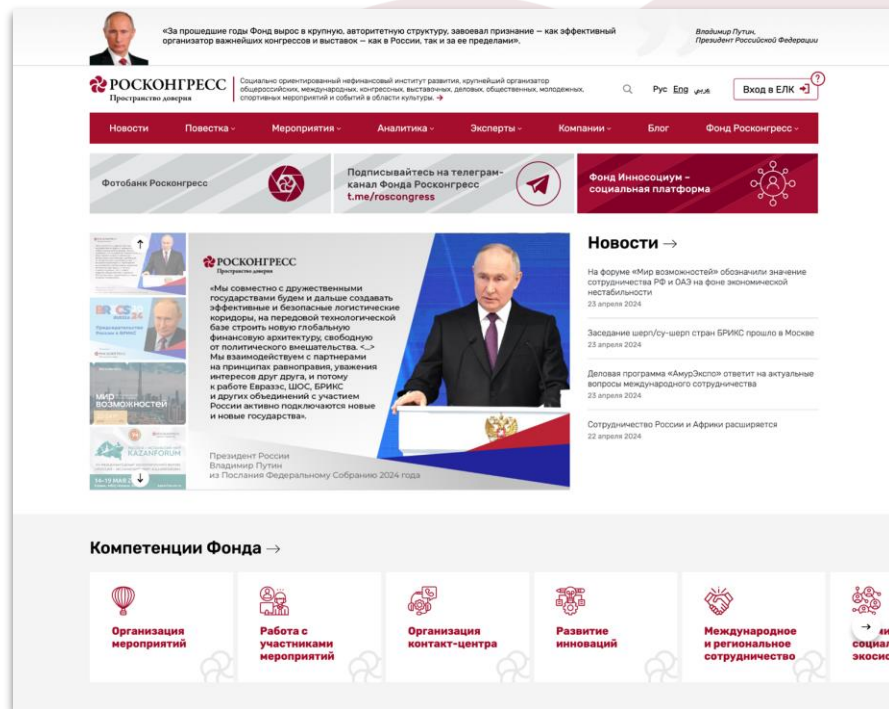 «За прошедшие годы Фонд вырос в крупную, авторитетную структуру, завоевал признание — как эффективный
организатор важнейших конгрессов и выставок — как в России, так и за ее пределами».
Владимир Путин,
Президент Российской Федерации
РОСКОНГРЕСС
Пространство доверия
Социально ориентированный нефинансовый институт развития, крупнейший организатор
общероссийских, международных, конгрессных, выставочных, деловых, общественных, молодежных,
спортивных мероприятий и событий в области культуры. →
Рус Eng عربي
Вход в ЕЛК
?
Новости Повестка Мероприятия Аналитика Эксперты Компании Блог Фонд Росконгресс
Фотобанк Росконгресс
Подписывайтесь на телеграм-
канал Фонда Росконгресс
t.me/roscongress
Фонд Инносоциум –
социальная платформа
BRICS
Председательство
России в БРИКС
МИР
ВОЗМОЖНОСТЕЙ
KAZANFORUM
РОСКОНГРЕСС
Пространство доверия
«Мы совместно с дружественными
государствами будем и дальше создавать
эффективные и безопасные логистические
коридоры, на передовой технологической
базе строить новую глобальную
финансовую архитектуру, свободную
от политического вмешательства. <…>
Мы взаимодействуем с партнерами
на принципах равноправия, уважения
интересов друг друга, и потому
к работе Евразэс, ШОС, БРИКС
и других объединений с участием
России активно подключаются новые
и новые государства».
Президент России
Владимир Путин
из Послания Федеральному Собранию 2024 года
Новости →
На форуме «Мир возможностей» обозначили значение
сотрудничества РФ и ОАЭ на фоне экономической
нестабильности
23 апреля 2024
Заседание шерп/су-шерп стран БРИКС прошло в Москве
23 апреля 2024
Деловая программа «АмурЭкспо» ответит на актуальные
вопросы международного сотрудничества
23 апреля 2024
Сотрудничество России и Африки расширяется
22 апреля 2024
Компетенции Фонда →
Организация
мероприятий
Работа с
участниками
мероприятий
Организация
контакт-центра
Развитие
инноваций
Международное
и региональное
сотрудничество
социал
экосис